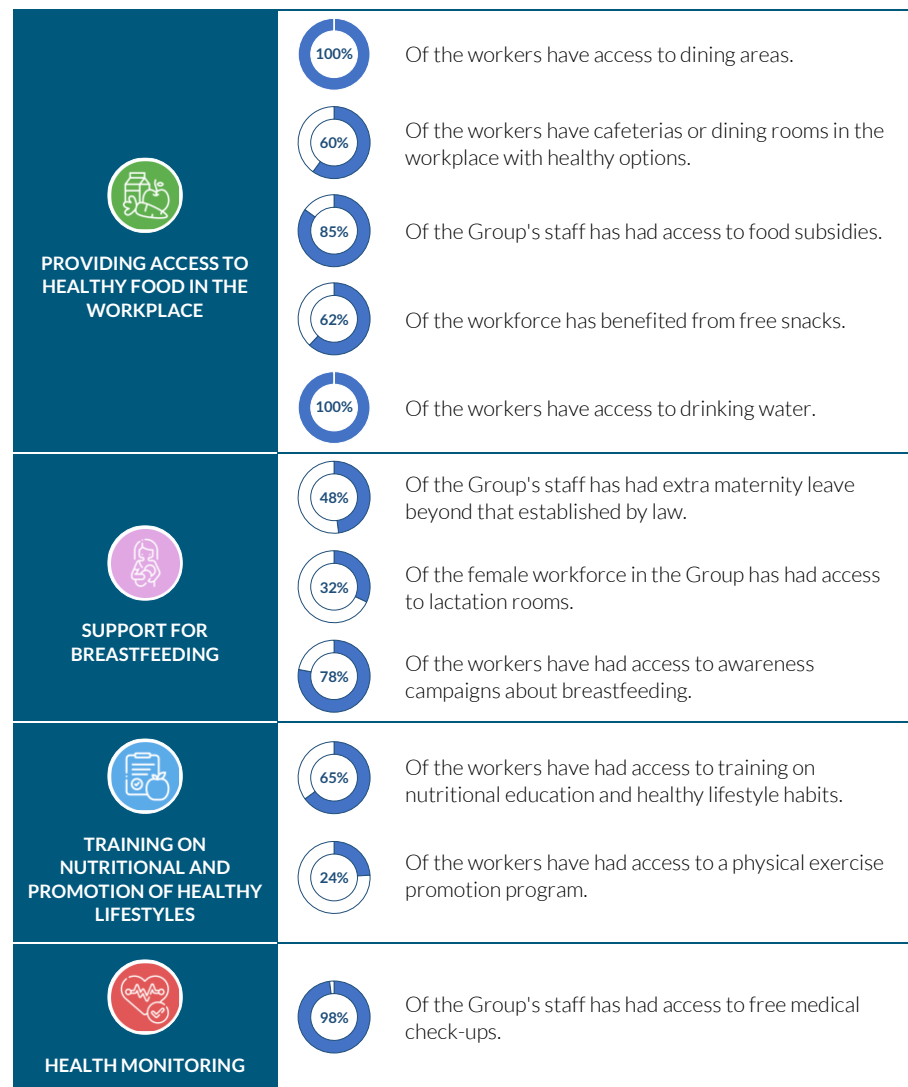 PROVIDING ACCESS TO
HEALTHY FOOD IN THE
WORKPLACE
100%
Of the workers have access to dining areas.
60%
Of the workers have cafeterias or dining rooms in the
workplace with healthy options.
85%
Of the Group's staff has had access to food subsidies.
62%
Of the workforce has benefited from free snacks.
100%
Of the workers have access to drinking water.
SUPPORT FOR
BREASTFEEDING
48%
Of the Group's staff has had extra maternity leave
beyond that established by law.
32%
Of the female workforce in the Group has had access
to lactation rooms.
78%
Of the workers have had access to awareness
campaigns about breastfeeding.
TRAINING ON
NUTRITIONAL AND
PROMOTION OF HEALTHY
LIFESTYLES
65%
Of the workers have had access to training on
nutritional education and healthy lifestyle habits.
24%
Of the workers have had access to a physical exercise
promotion program.
HEALTH MONITORING
98%
Of the Group's staff has had access to free medical
check-ups.